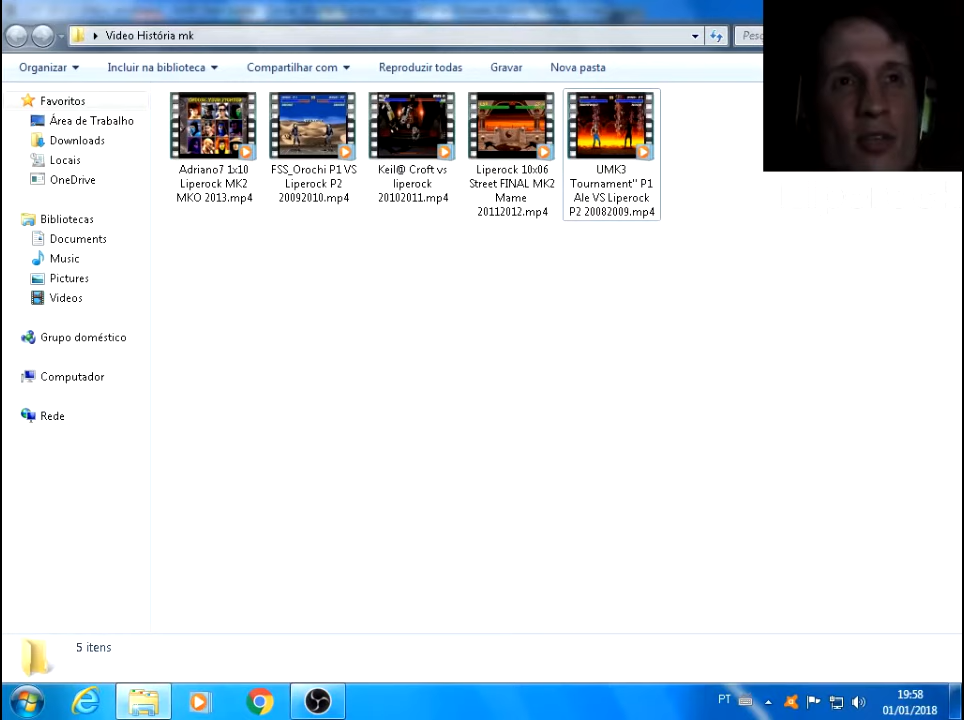 Video História mk
Pesc
Organizar
Incluir na biblioteca
Compartilhar com
Reproduzir todas
Gravar
Nova pasta
Favoritos
Área de Trabalho
Downloads
Locais
OneDrive
Bibliotecas
Documents
Music
Pictures
Videos
Grupo doméstico
Computador
Rede
Adriano7 1x10
Liperock MK2
MKO 2013.mp4
FSS_Orochi P1 VS
Liperock P2
20092010.mp4
Keil@ Croft vs
liperock
20102011.mp4
Liperock 10x06
Street FINAL MK2
Mame
20112012.mp4
UMK3
Tournament" P1
Ale VS Liperock
P2 20082009.mp4
5 itens
PT
19:58
01/01/2018